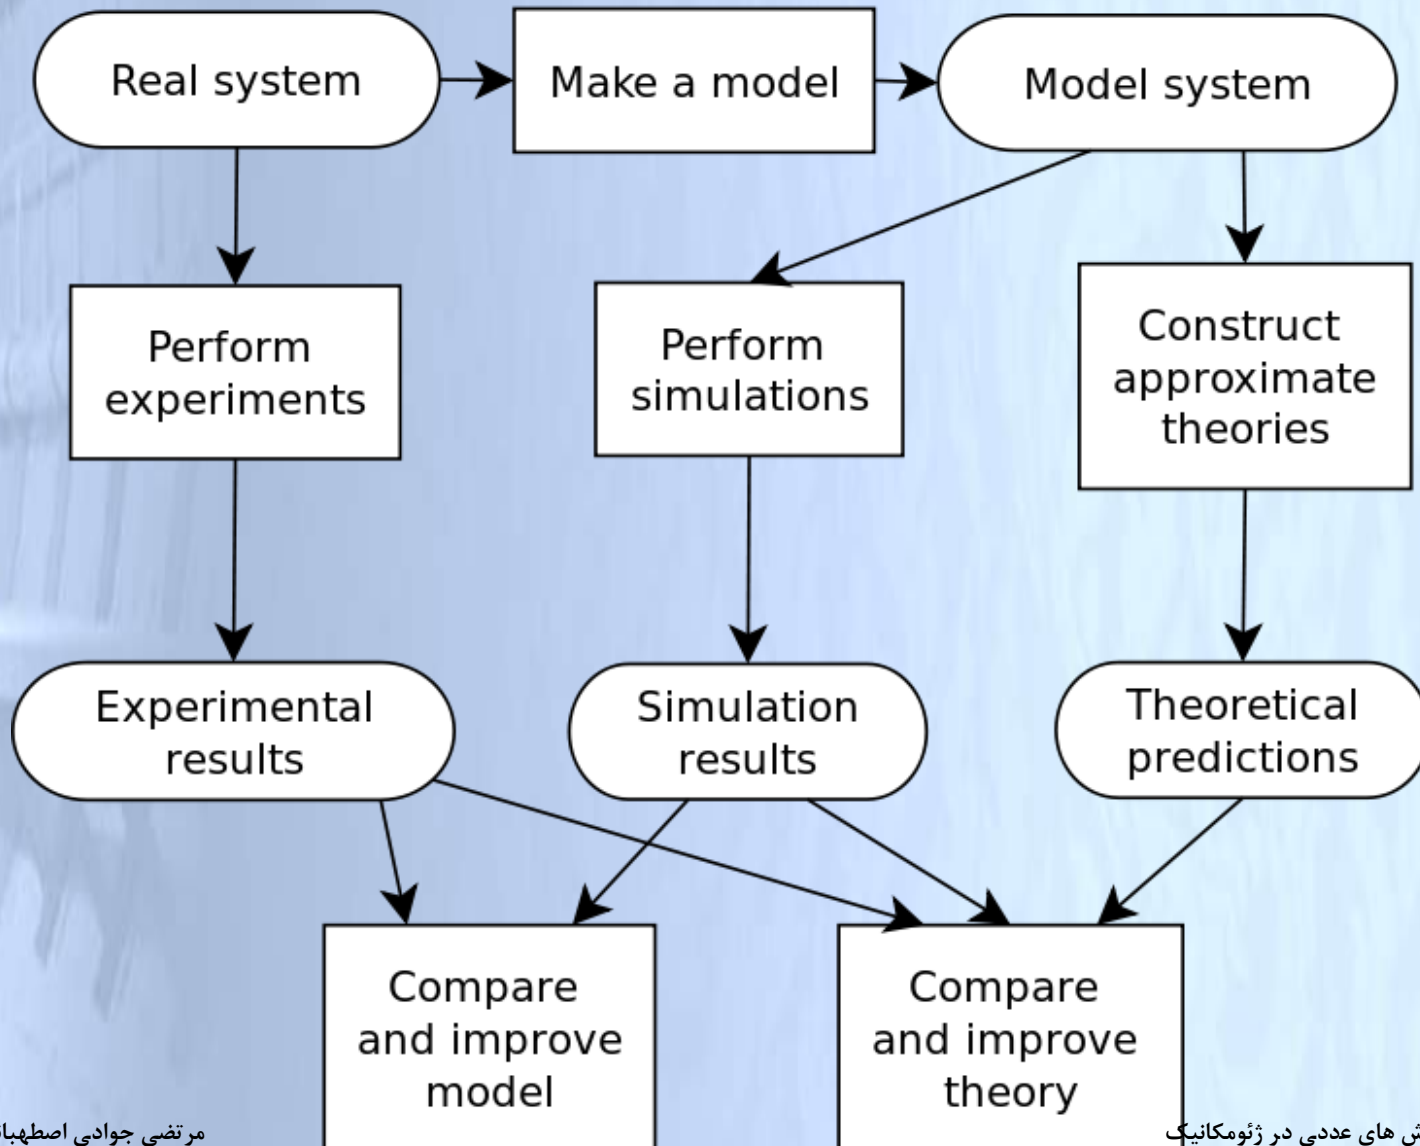 Real system
Make a model
Model system
Perform
experiments
Perform
simulations
Construct
approximate
theories
Experimental
results
Simulation
results
Theoretical
predictions
Compare
and improve
model
Compare
and improve
theory
مرتضی جوادی
های عددی در ژئومکانیک